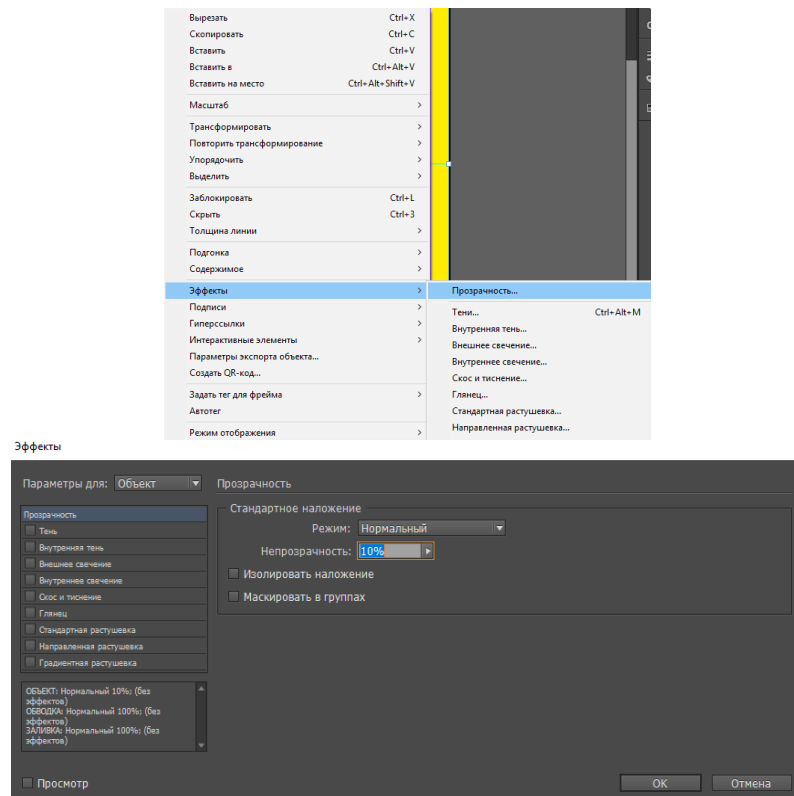 Вырезать Ctrl+X
Скопировать Ctrl+C
Вставить Ctrl+V
Вставить в Ctrl+Alt+V
Вставить на место Ctrl+Alt+Shift+V
Масштаб
Трансформировать
Повторить трансформирование
Упорядочить
Выделить
Заблокировать Ctrl+L
Скрыть Ctrl+3
Толщина линии
Подгонка
Содержимое
Эффекты
Подписи
Гиперссылки
Интерактивные элементы
Параметры экспорта объекта...
Создать QR-код...
Задать тег для фрейма
Автотег
Режим отображения
Прозрачность...
Тени... Ctrl+Alt+M
Внутренняя тень...
Внешнее свечение...
Внутреннее свечение...
Скос и тиснение...
Глянец...
Стандартная растушевка...
Направленная растушевка...
Эффекты
Параметры для: Объект
Прозрачность
Тень
Внутренняя тень
Внешнее свечение
Внутреннее свечение
Скос и тиснение
Глянец
Стандартная растушевка
Направленная растушевка
Градиентная растушевка
ОБЪЕКТ: Нормальный 10%; (без
эффектов)
ОБВОДКА: Нормальный 100%; (без
эффектов)
ЗАЛИВКА: Нормальный 100%; (без
эффектов)
Просмотр
Прозрачность
Стандартное наложение
Режим: Нормальный
Непрозрачность: 10%
Изолировать наложение
Маскировать в группах
OK Отмена